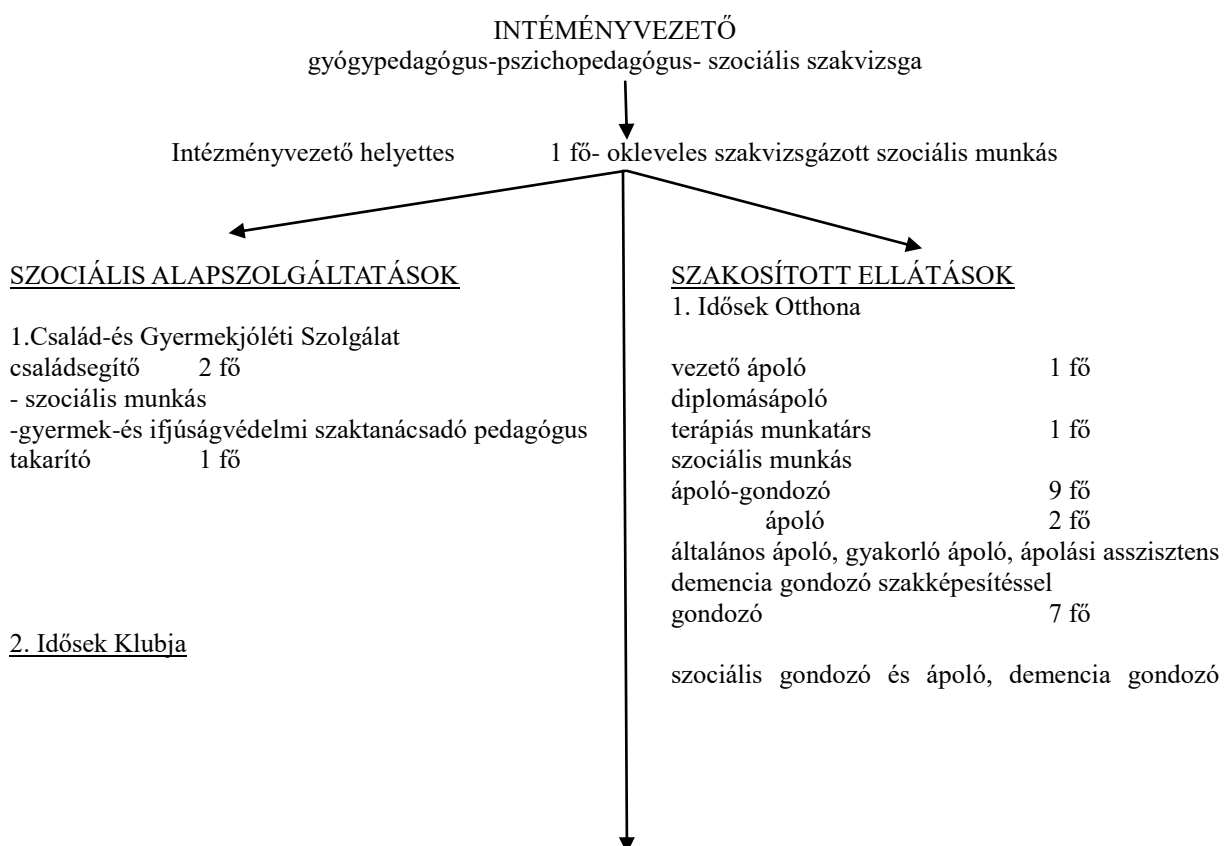 INTÉMÉNYVEZETŐ
gyógypedagógus-pszichopedagógus- szociális szakvizsga
Intézményvezető helyettes 1 fő- okleveles szakvizsgázott szociális munkás
SZOCIÁLIS ALAPSZOLGÁLTATÁSOK
1.Család-és Gyermekjóléti Szolgálat
családsegítő 2 fő
- szociális munkás
-gyermek-és ifjúságvédelmi szaktanácsadó pedagógus
takarító 1 fő
2. Idősek Klubja
SZAKOSÍTOTT ELLÁTÁSOK
1. Idősek Otthona
vezető ápoló 1 fő
diplomásápoló
terápiás munkatárs 1 fő
szociális munkás
ápoló-gondozó 9 fő
ápoló 2 fő
általános ápoló, gyakorló ápoló, ápolási asszisztens
demencia gondozó szakképesítéssel
gondozó 7 fő
szociális gondozó és ápoló, demencia gondozó